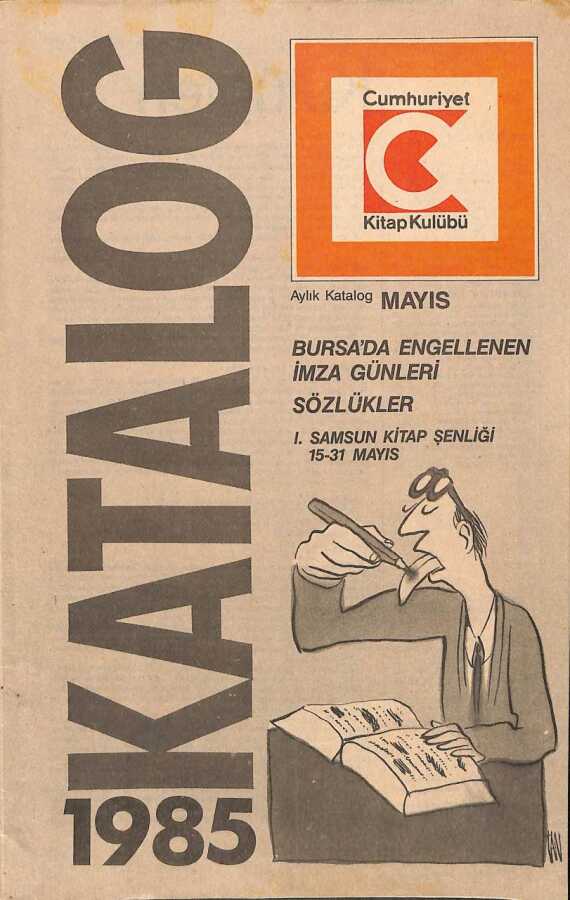 KATALOG
1985
Cumhuriyet
Kitap Kulübü
Aylık Katalog MAYIS
BURSA'DA ENGELLENEN
İMZA GÜNLERİ
SÖZLÜKLER
I. SAMSUN KİTAP ŞENLİĞİ
15-31 MAYIS